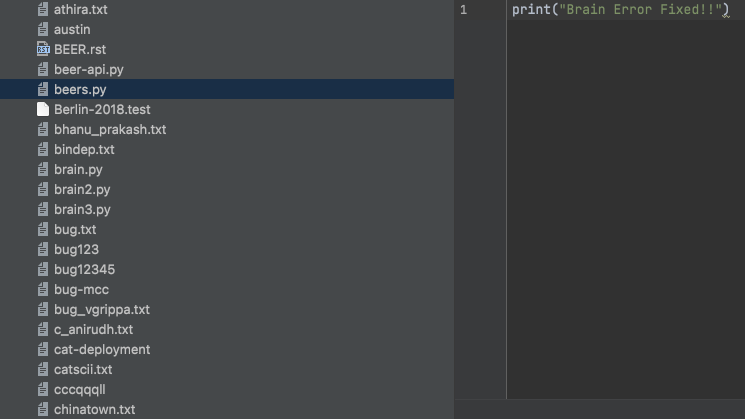 athira.txt
austin
BEER.rst
beer-api.py
beers.py
Berlin-2018.test
bhanu_prakash.txt
bindep.txt
brain.py
brain2.py
brain3.py
bug.txt
bug123
bug12345
bug-mcc
bug_vgrippa.txt
c_anirudh.txt
cat-deployment
catscii.txt
cccqqqll
chinatown.txt
1 print("Brain Error Fixed!!")